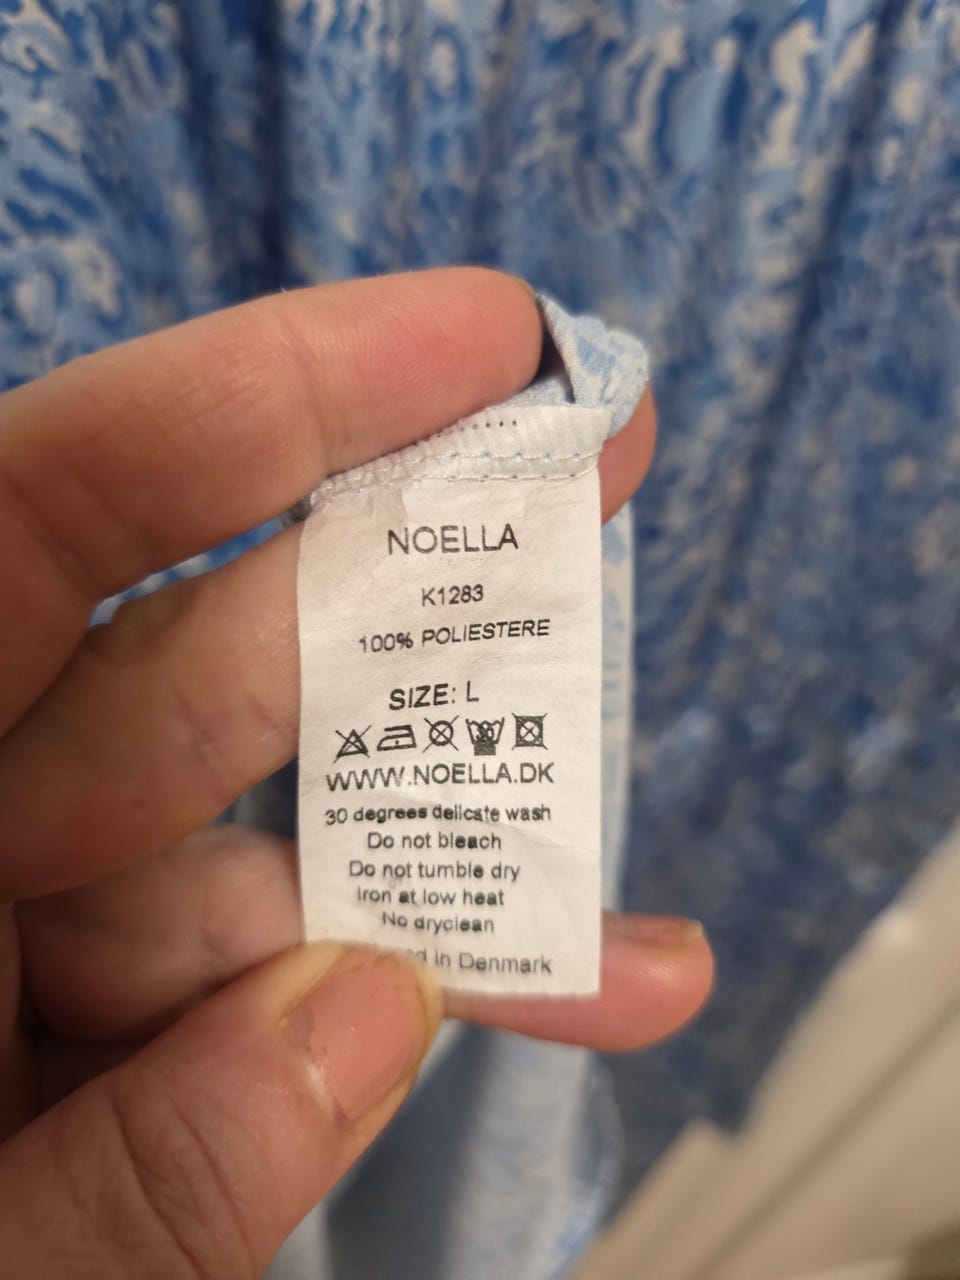 NOELLA
K1283
100% POLIESTERE
SIZE: L
30
WWW.NOELLA.DK
30 degrees delicate wash
Do not bleach
Do not tumble dry
Iron at low heat
No dryclean
in Denmark